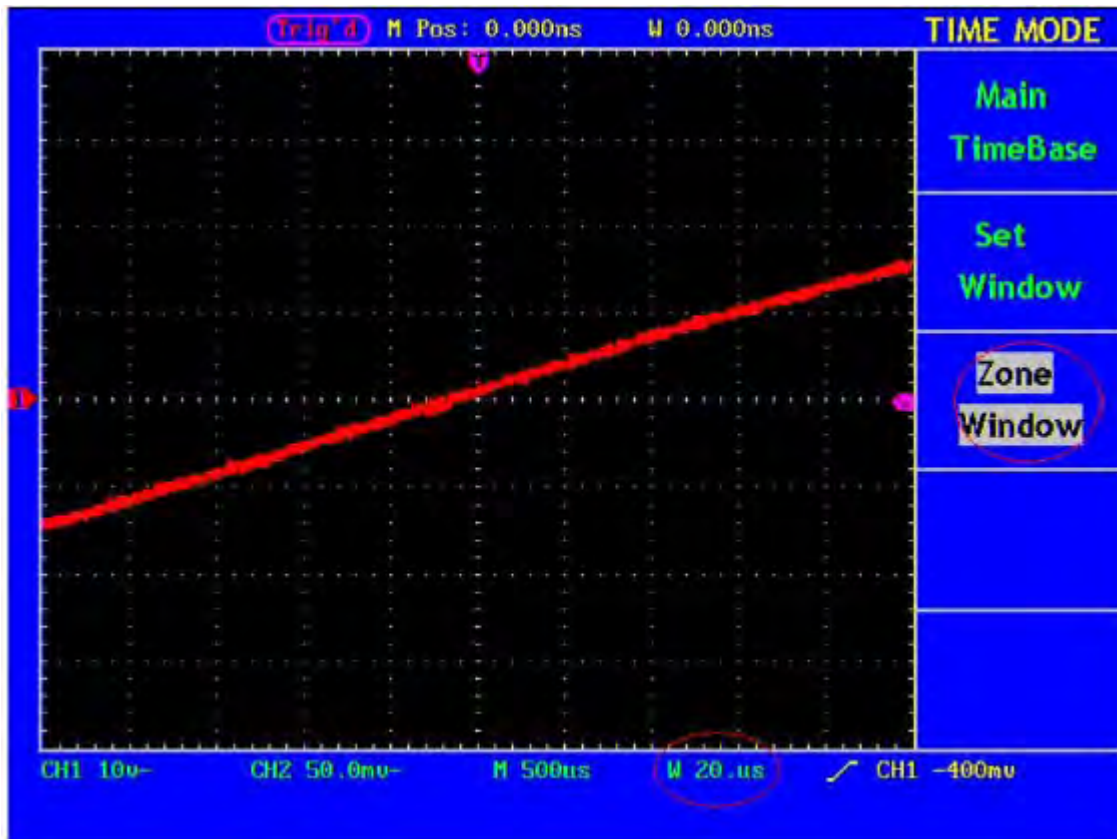 Trig'd M Pos: 0.000ns W 0.000ns TIME MODE
Main
TimeBase
Set
Window
Zone
Window
T
1
CH1 10v~ CH2 50.0mv~ M 500us W 20.us CH1 -400mv